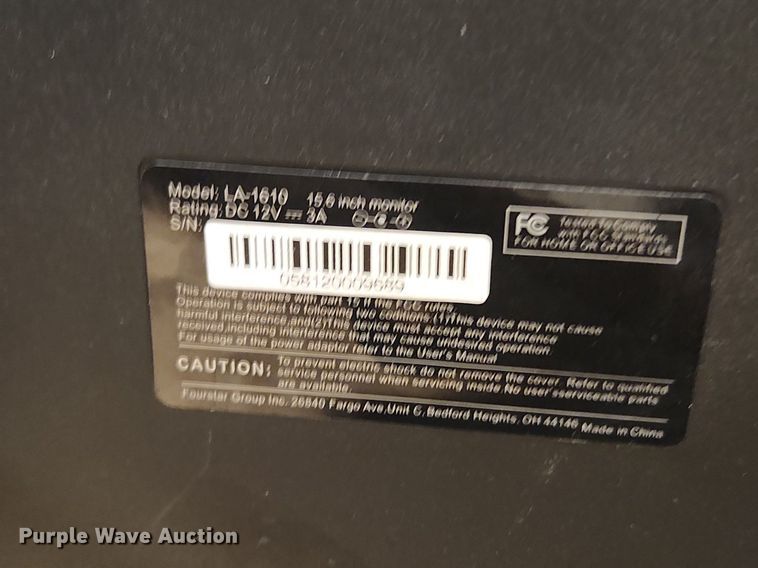 Model: LA-1610 15.6 inch monitor
Rating: DC 12V 3A
S/N:
058120009689
FC Tested to Comply
with FCC Standards
FOR HOME OR OFFICE USE
This device complies with part 15 if the FCC rules.
Operation is subject to following two conditions:(1)This device may not cause
harmful interference,and(2)This device must accept any interference
received,including interference that may cause undesired operation.
For usage of the power adaptor refer to the User's Manual
CAUTION: To prevent electric shock do not remove the cover. Refer to qualified
service personnel when servicing inside. No user serviceable parts
are available.
Fourstar Group Inc. 26840 Fargo Ave,Unit C, Bedford Heights, OH 44146 Made in China
Purple Wave Auction